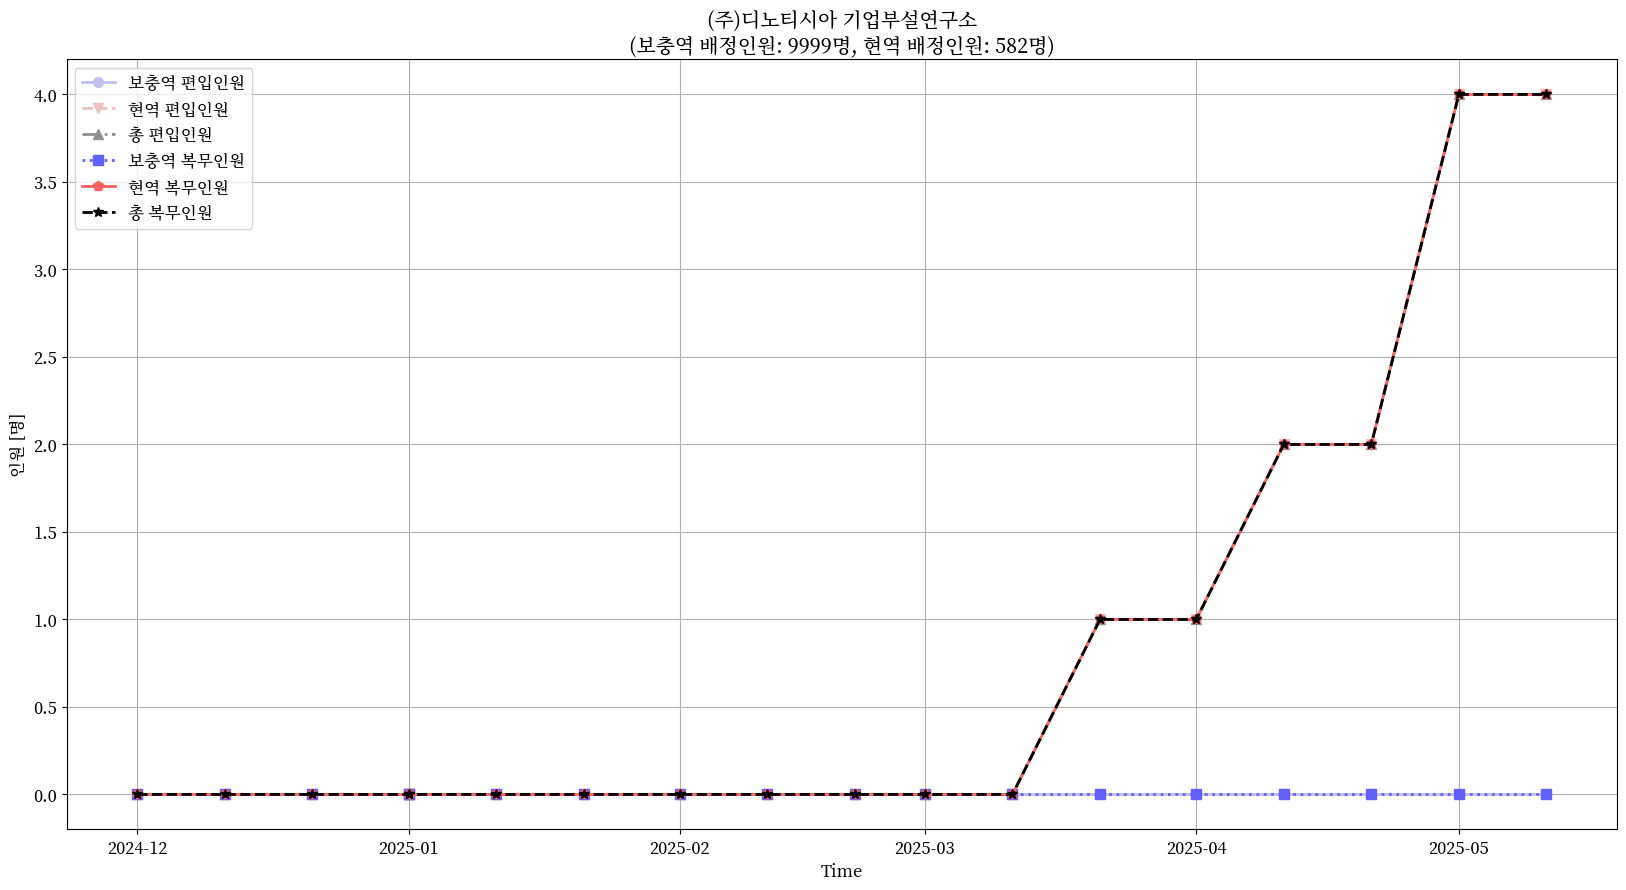 (주)디노티시아 기업부설연구소
(보충역 배정인원: 9999명, 현역 배정인원: 582명)
보충역 편입인원
현역 편입인원
총 편입인원
보충역 복무인원
현역 복무인원
총 복무인원
4.0
3.5
3.0
2.5
2.0
1.5
1.0
0.5
0.0
인원 [명]
2024-12 2025-01 2025-02 2025-03 2025-04 2025-05
Time